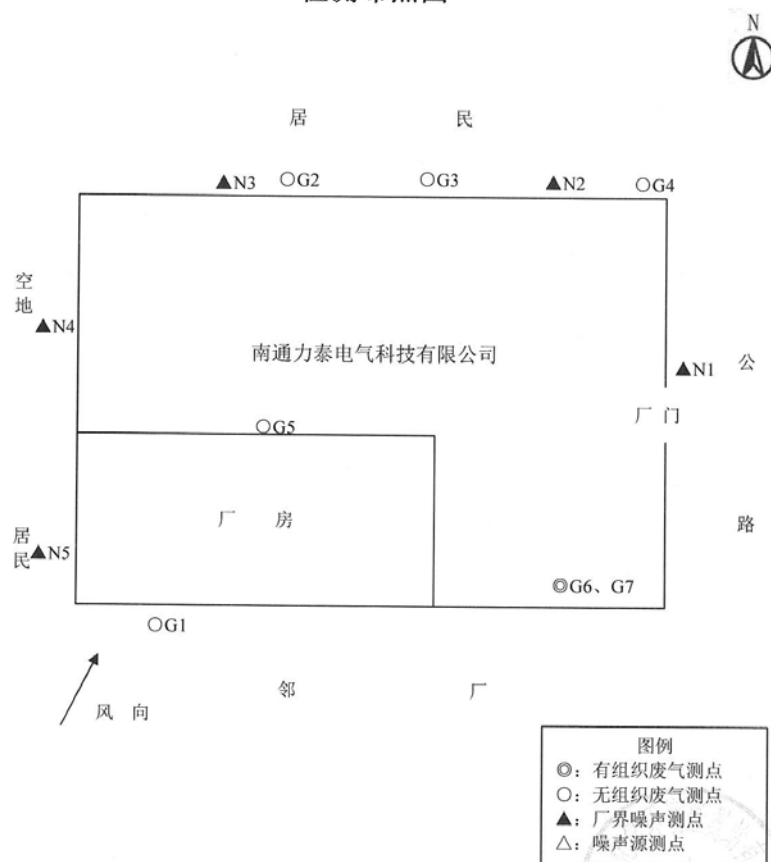 N
居 民
▲N3 ○G2 ○G3 ▲N2 ○G4
空地
▲N4
南通力泰电气科技有限公司
▲N1
公
厂 门
○G5
厂 房
路
居民
▲N5
◎G6、G7
○G1
邻 厂
风 向
图例
◎：有组织废气测点
○：无组织废气测点
▲：厂界噪声测点
△：噪声源测点